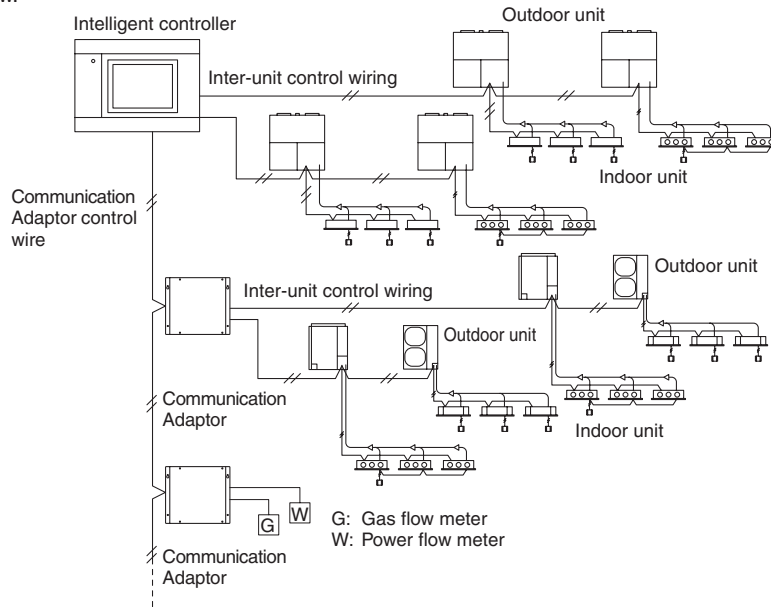 Intelligent controller
Outdoor unit
Inter-unit control wiring
Indoor unit
Communication
Adaptor control
wire
Inter-unit control wiring
Outdoor unit
Outdoor unit
Communication
Adaptor
Indoor unit
G
W
G: Gas flow meter
W: Power flow meter
Communication
Adaptor